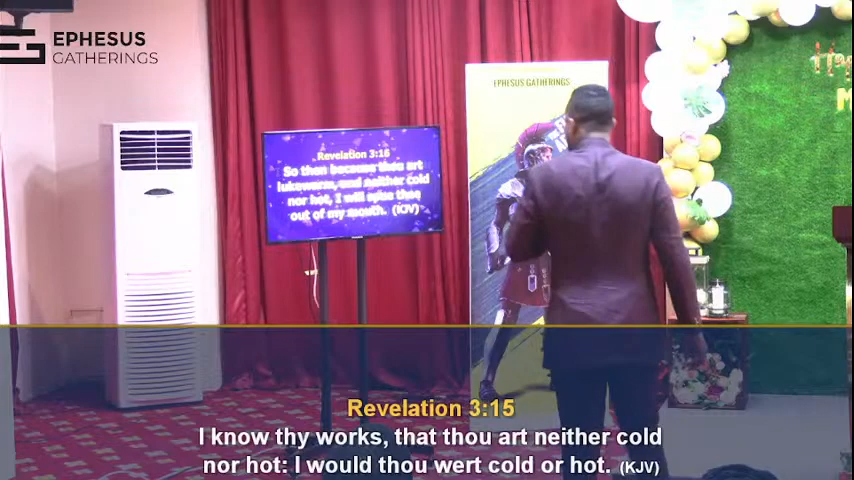 EPHESUS
GATHERINGS
EPHESUS GATHERINGS
Revelation 3:16
So then because thou art
lukewarm, and neither cold
nor hot, I will spue thee
out of my mouth. (KJV)
Revelation 3:15
I know thy works, that thou art neither cold
nor hot: I would thou wert cold or hot. (KJV)